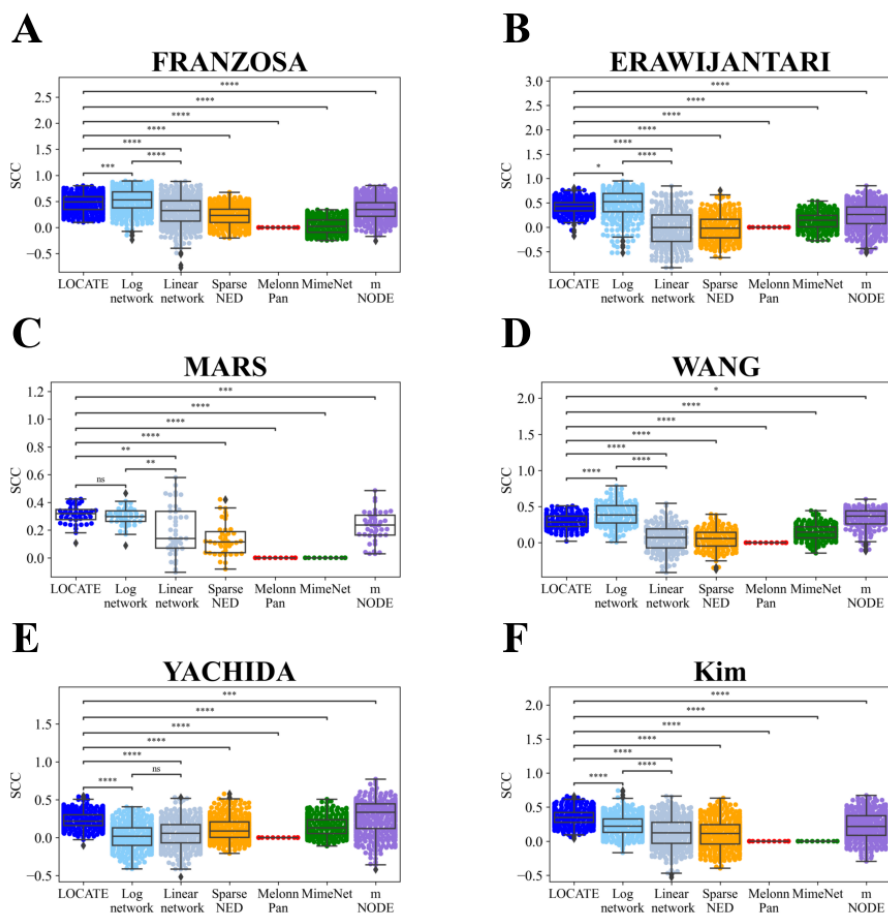 A
FRANZOSA
****
****
****
****
****
*** ****
2.5
2.0
1.5
1.0
0.5
0.0
−0.5
SCC
LOCATE Log network Linear network Sparse NED Melonn Pan MimeNet m NODE
B
ERAWIJANTARI
****
****
****
****
****
* ****
3.0
2.5
2.0
1.5
1.0
0.5
0.0
−0.5
SCC
LOCATE Log network Linear network Sparse NED Melonn Pan MimeNet m NODE
C
MARS
***
****
****
****
**
ns **
1.2
1.0
0.8
0.6
0.4
0.2
0.0
SCC
LOCATE Log network Linear network Sparse NED Melonn Pan MimeNet m NODE
D
WANG
*
****
****
****
****
**** ****
2.0
1.5
1.0
0.5
0.0
−0.5
SCC
LOCATE Log network Linear network Sparse NED Melonn Pan MimeNet m NODE
E
YACHIDA
***
****
****
****
****
**** ns
1.5
1.0
0.5
0.0
−0.5
SCC
LOCATE Log network Linear network Sparse NED Melonn Pan MimeNet m NODE
F
Kim
****
****
****
****
****
**** ****
2.0
1.5
1.0
0.5
0.0
−0.5
SCC
LOCATE Log network Linear network Sparse NED Melonn Pan MimeNet m NODE